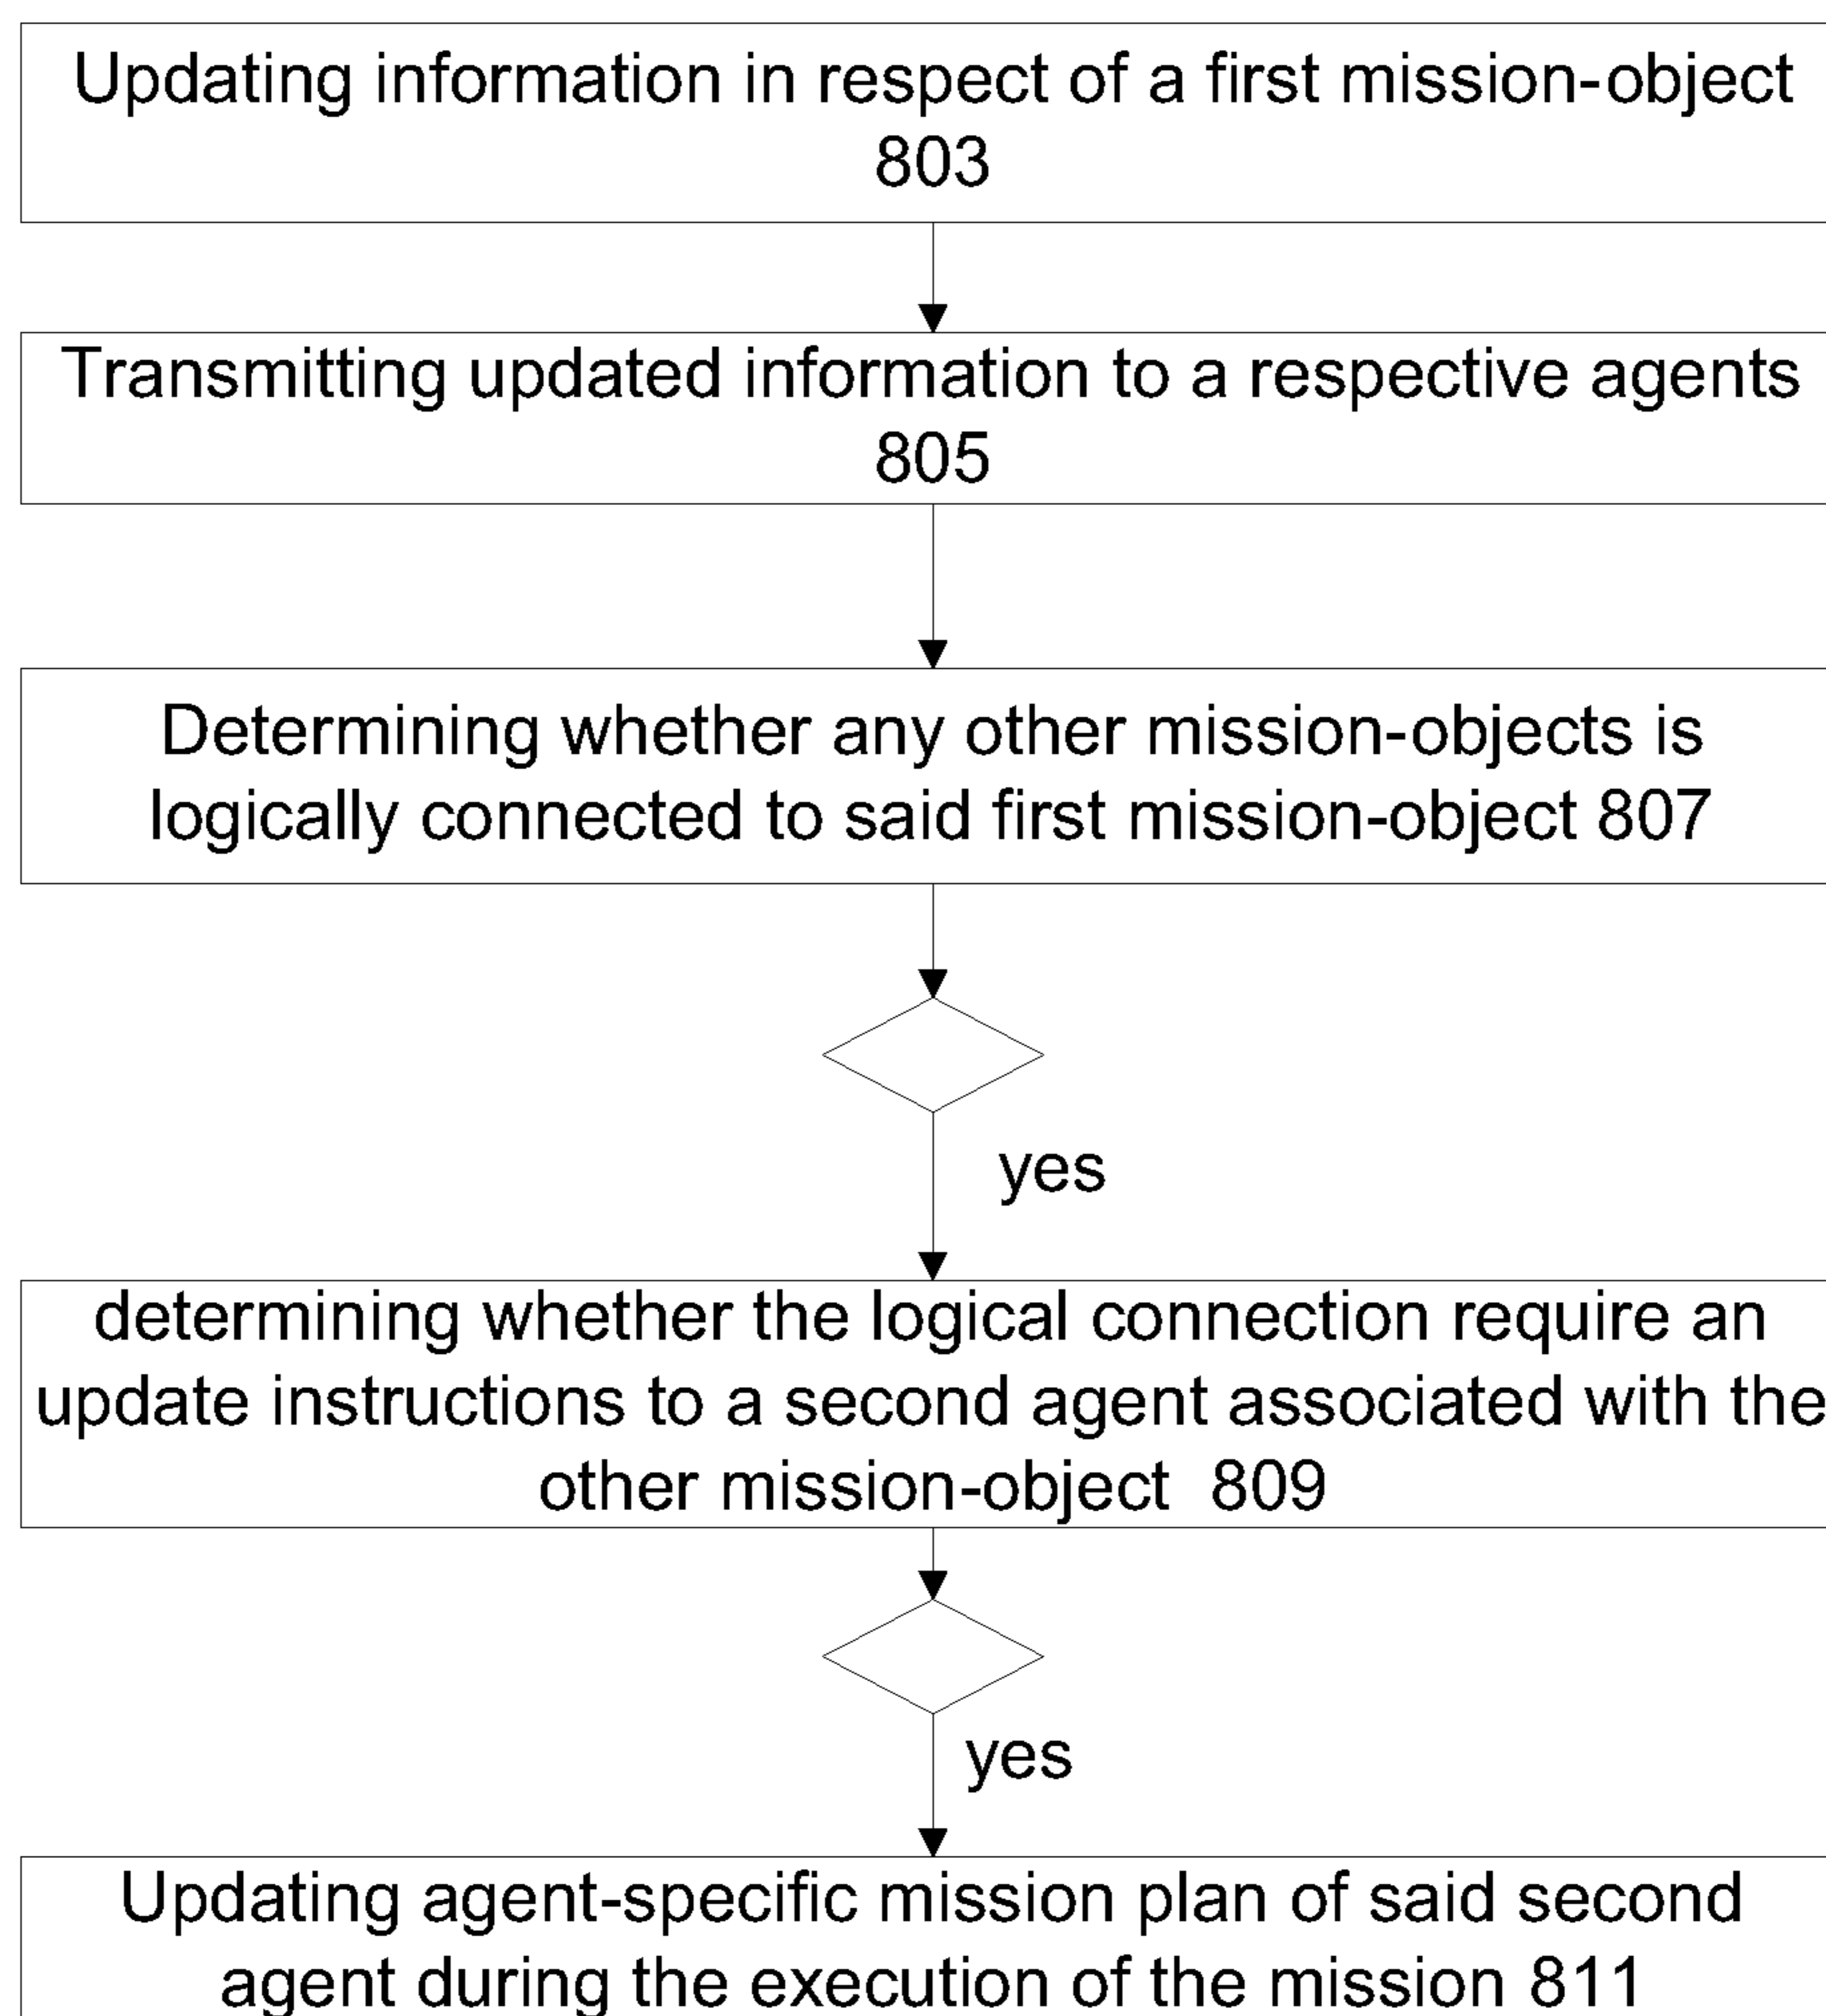 Updating information in respect of a first mission-object
803
Transmitting updated information to a respective agents
805
Determining whether any other mission-objects is
logically connected to said first mission-object 807
yes
determining whether the logical connection require an
update instructions to a second agent associated with the
other mission-object 809
yes
Updating agent-specific mission plan of said second
agent during the execution of the mission 811